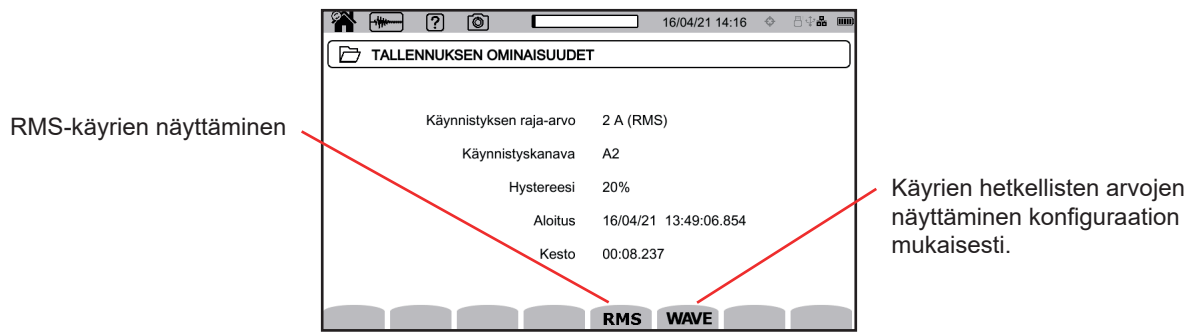 16/04/21 14:16
TALLENNUKSEN OMINAISUUDET
RMS-käyrien näyttäminen
Käynnistyksen raja-arvo 2 A (RMS)
Käynnistyskanava A2
Hystereesi 20%
Aloitus 16/04/21 13:49:06.854
Kesto 00:08.237
Käyrien hetkellisten arvojen
näyttäminen konfiguraation
mukaisesti.
RMS WAVE